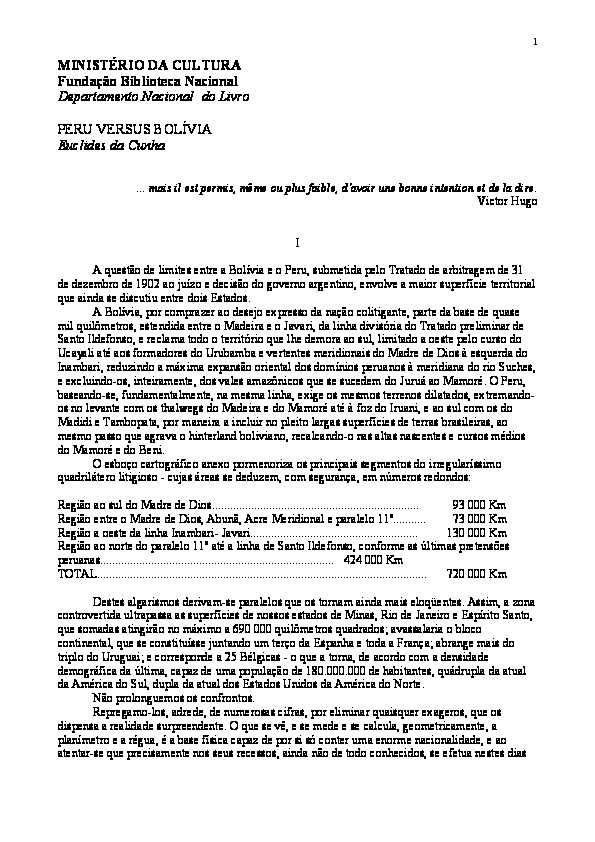 1
MINISTÉRIO DA CULTURA
Fundação Biblioteca Nacional
Departamento Nacional do Livro
PERU VERSUS BOLÍVIA
Euclides da Cunha
... mais il est permis, même ou plus faible, d'avoir une bonne intention et de la dire.
Victor Hugo
I
A questão de limites entre a Bolívia e o Peru, submetida pelo Tratado de arbitragem de 31
de dezembro de 1902 ao juízo e decisão do governo argentino, envolve a maior superfície territorial
que ainda se discutiu entre dois Estados.
A Bolívia, por comprazer ao desejo expresso da nação colitigante, parte da base de quase
mil quilômetros, estendida entre o Madeira e o Javari, da linha divisória do Tratado preliminar de
Santo Ildefonso, e reclama todo o território que lhe demora ao sul, limitado a oeste pelo curso do
Ucayali até aos formadores do Urubamba e vertentes meridionais do Madre de Dios à esquerda do
Inambari, reduzindo a máxima expansão oriental dos domínios peruanos à meridiana do rio Suches,
e excluindo-os, inteiramente, dos vales amazônicos que se sucedem do Juruá ao Mamoré. O Peru,
baseando-se, fundamentalmente, na mesma linha, exige os mesmos terrenos dilatados, extremando-
os no levante com os thalwegs do Madeira e do Mamoré até à foz do Iruani, e ao sul com os do
Madidi e Tambopata, por maneira a incluir no pleito largas superfícies de terras brasileiras, ao
mesmo passo que agrava o hinterland boliviano, recalcando-o nas altas nascentes e cursos médios
do Mamoré e do Beni.
O esboço cartográfico anexo pormenoriza os principais segmentos do irregularíssimo
quadrilátero litigioso - cujas áreas se deduzem, com segurança, em números redondos:
Região ao sul do Madre de Dios..................................................................... 93 000 Km
Região entre o Madre de Dios, Abunã, Acre Meridional e paralelo 11º........... 73 000 Km
Região a oeste da linha Inambari- Javari........................................................ 130 000 Km
Região ao norte do paralelo 11º até a linha de Santo Ildefonso, conforme as últimas pretensões
peruanas.............................................................................. 424 000 Km
TOTAL.............................................................................................................. 720 000 Km
Destes algarismos derivam-se paralelos que os tornam ainda mais eloqüentes. Assim, a zona
controvertida ultrapassa as superfícies de nossos estados de Minas, Rio de Janeiro e Espírito Santo,
que somadas atingirão no máximo a 690 000 quilômetros quadrados; avassalaria o bloco
continental, que se constituísse juntando um terço da Espanha e toda a França; abrange mais do
triplo do Uruguai; e corresponde a 25 Bélgicas - o que a torna, de acordo com a densidade
demográfica da última, capaz de uma população de 180.000.000 de habitantes, quádrupla da atual
da América do Sul, dupla da atual dos Estados Unidos da América do Norte.
Não prolonguemos os confrontos.
Repregamo-los, adrede, de numerosas cifras, por eliminar quaisquer exageros, que os
dispensa a realidade surpreendente. O que se vê, e se mede e se calcula, geometricamente, a
planímetro e a régua, é a base física capaz de por si só conter uma enorme nacionalidade, e ao
atentar-se que precisamente nos seus recessos, ainda não de todo conhecidos, se efetua nestes dias